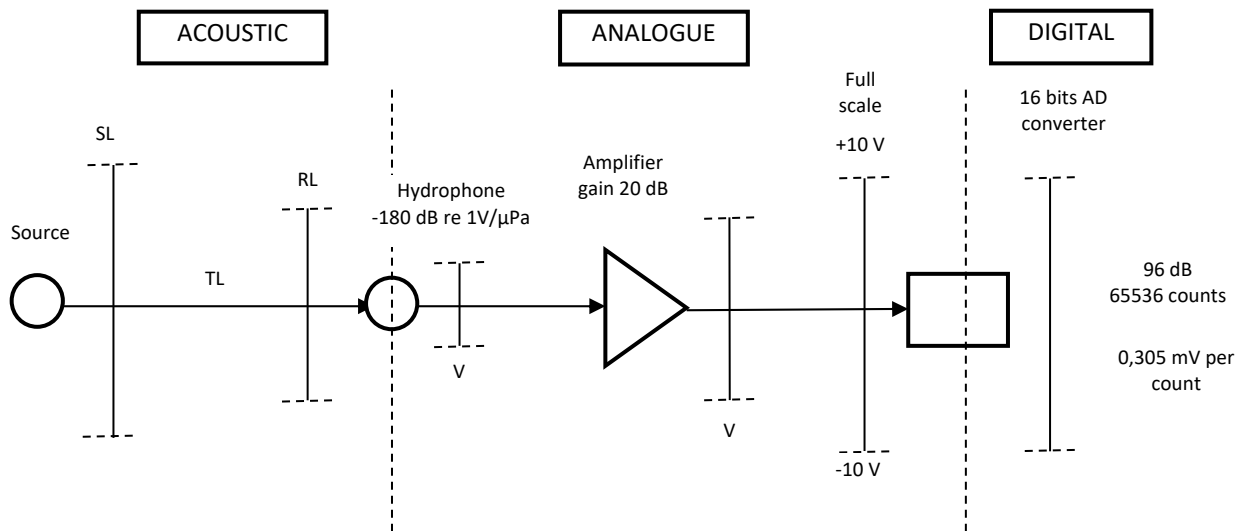 ACOUSTIC
ANALOGUE
DIGITAL
SL
RL
Source
TL
Hydrophone
-180 dB re 1V/µPa
V
Amplifier
gain 20 dB
V
Full
scale
+10 V
-10 V
16 bits AD
converter
96 dB
65536 counts
0,305 mV per
count